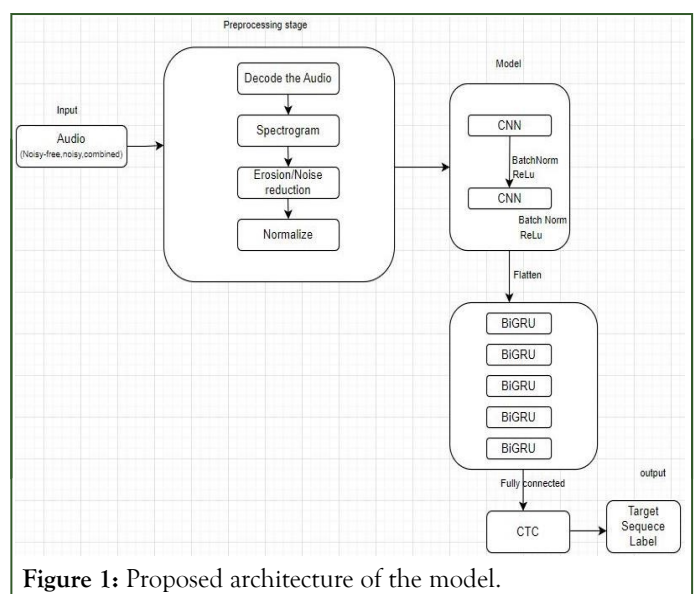 Preprocessing stage
Input
Audio
(Noisy-free,noisy,combined)
Decode the Audio
Spectrogram
Erosion/Noise
reduction
Normalize
Model
CNN
BatchNorm
ReLu
CNN
Batch Norm
ReLu
Flatten
BiGRU
BiGRU
BiGRU
BiGRU
BiGRU
Fully connected
CTC
output
Target
Sequece
Label
Figure 1: Proposed architecture of the model.